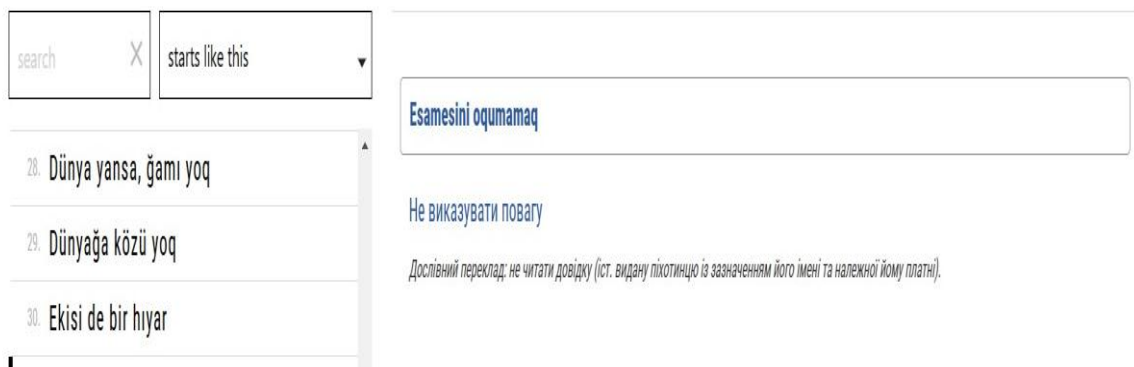 search
starts like this
28. Dünya yansa, ğamı yoq
29. Dünyağa közü yoq
30. Ekisi de bir hıyar
Esamesini oqumamaq
Не виказувати повагу
Дослівний переклад: не читати довідку (іст. видану піхотинцю із зазначенням його імені та належної йому платні).